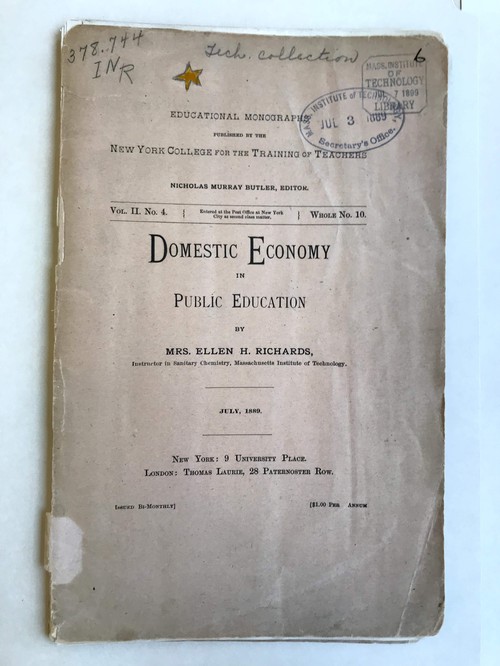 378.744
INR
Tech. collection
6
MASS. INSTITUTE
OF
TECHNOLOGY
7 1899
LIBRARY
MASS. INSTITUTE of TECHNOLOGY,
JUL 3 1889
Secretary's Office.
EDUCATIONAL MONOGRAPHS
PUBLISHED BY THE
NEW YORK COLLEGE FOR THE TRAINING OF TEACHERS
NICHOLAS MURRAY BUTLER, EDITOR.
VOL. II. NO. 4. | Entered at the Post Office at New York | WHOLE NO. 10.
City as second class matter.
DOMESTIC ECONOMY
IN
PUBLIC EDUCATION
BY
MRS. ELLEN H. RICHARDS,
Instructor in Sanitary Chemistry, Massachusetts Institute of Technology.
JULY, 1889.
NEW YORK: 9 UNIVERSITY PLACE.
LONDON: THOMAS LAURIE, 28 PATERNOSTER ROW.
ISSUED BI-MONTHLY] [$1.00 PER ANNUM